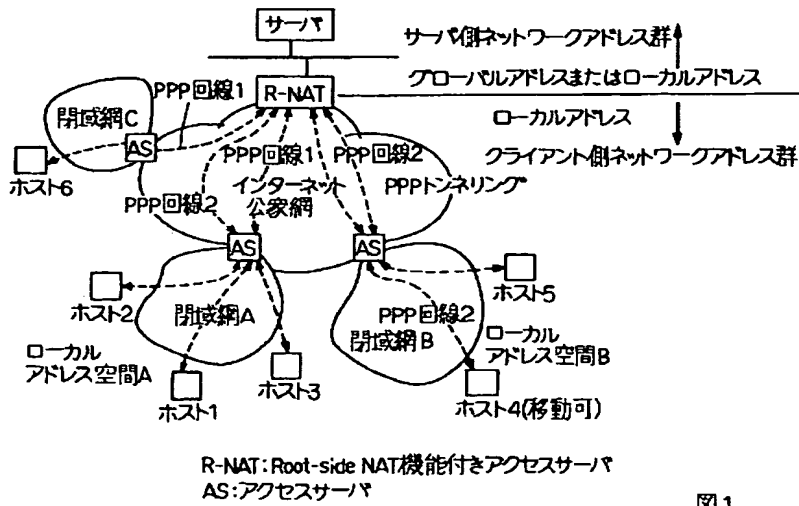 サーバ
サーバ側ネットワークアドレス群
グローバルアドレスまたはローカルアドレス
R-NAT
PPP回線1
閉域網C
AS
ローカルアドレス
クライアント側ネットワークアドレス群
ホスト6
PPP回線1
PPP回線2
PPP回線2
インターネット
公衆網
PPPトンネリング
AS
AS
ホスト2
閉域網A
PPP回線2
閉域網B
ホスト5
ローカル
アドレス空間A
ローカル
アドレス空間B
ホスト1
ホスト3
ホスト4(移動可)
R-NAT:Root-side NAT機能付きアクセスサーバ
AS:アクセスサーバ
図1